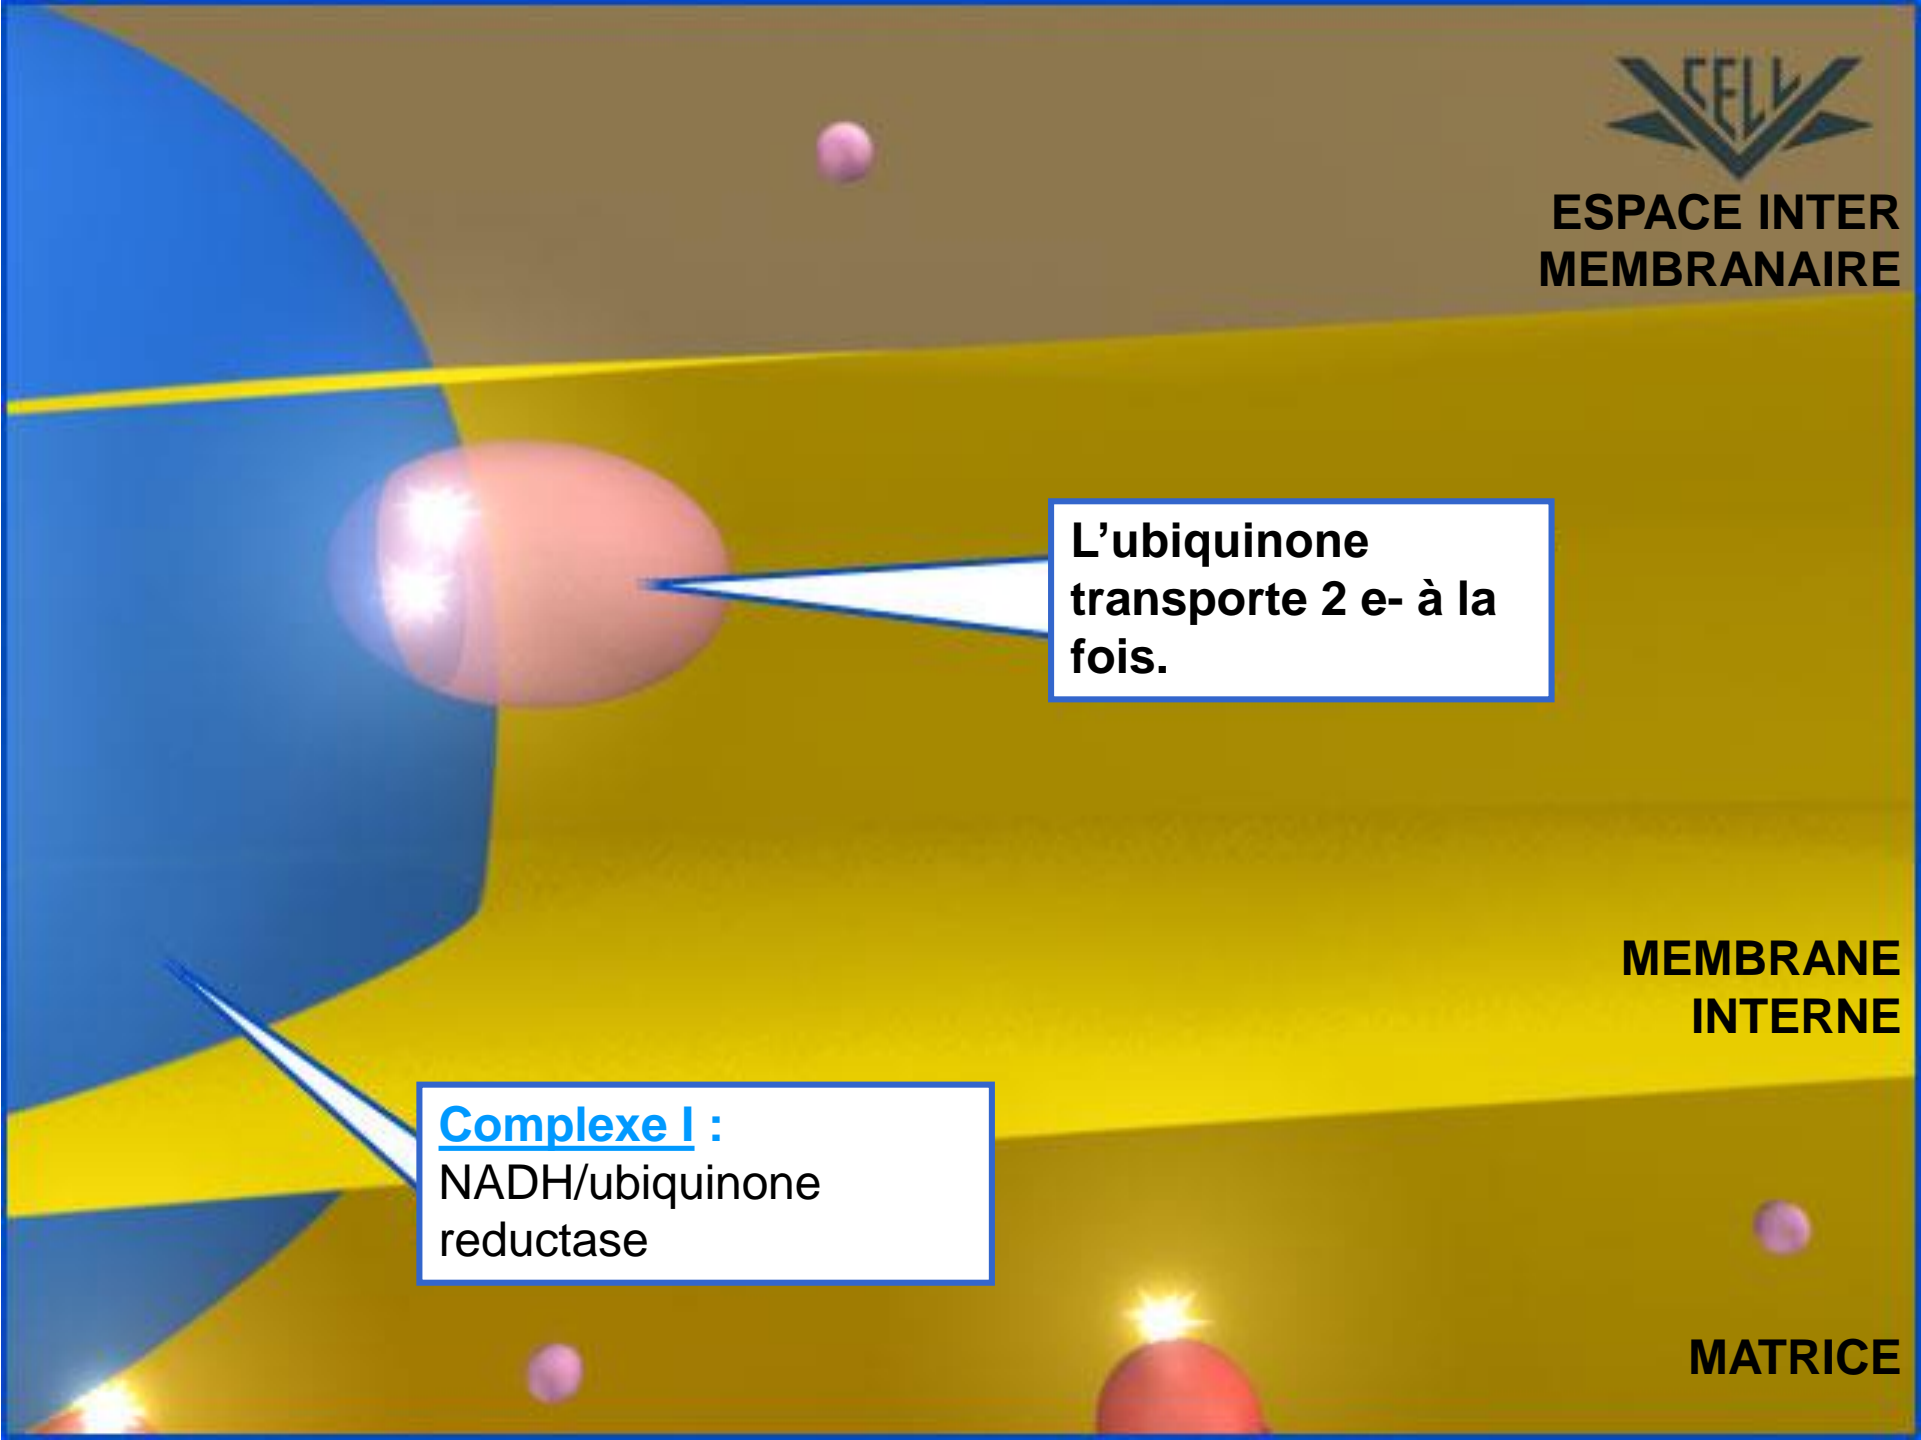 CELL
ESPACE INTER
MEMBRANAIRE
L’ubiquinone
transporte 2 e- à la
fois.
MEMBRANE
INTERNE
Complexe I :
NADH/ubiquinone
reductase
MATRICE